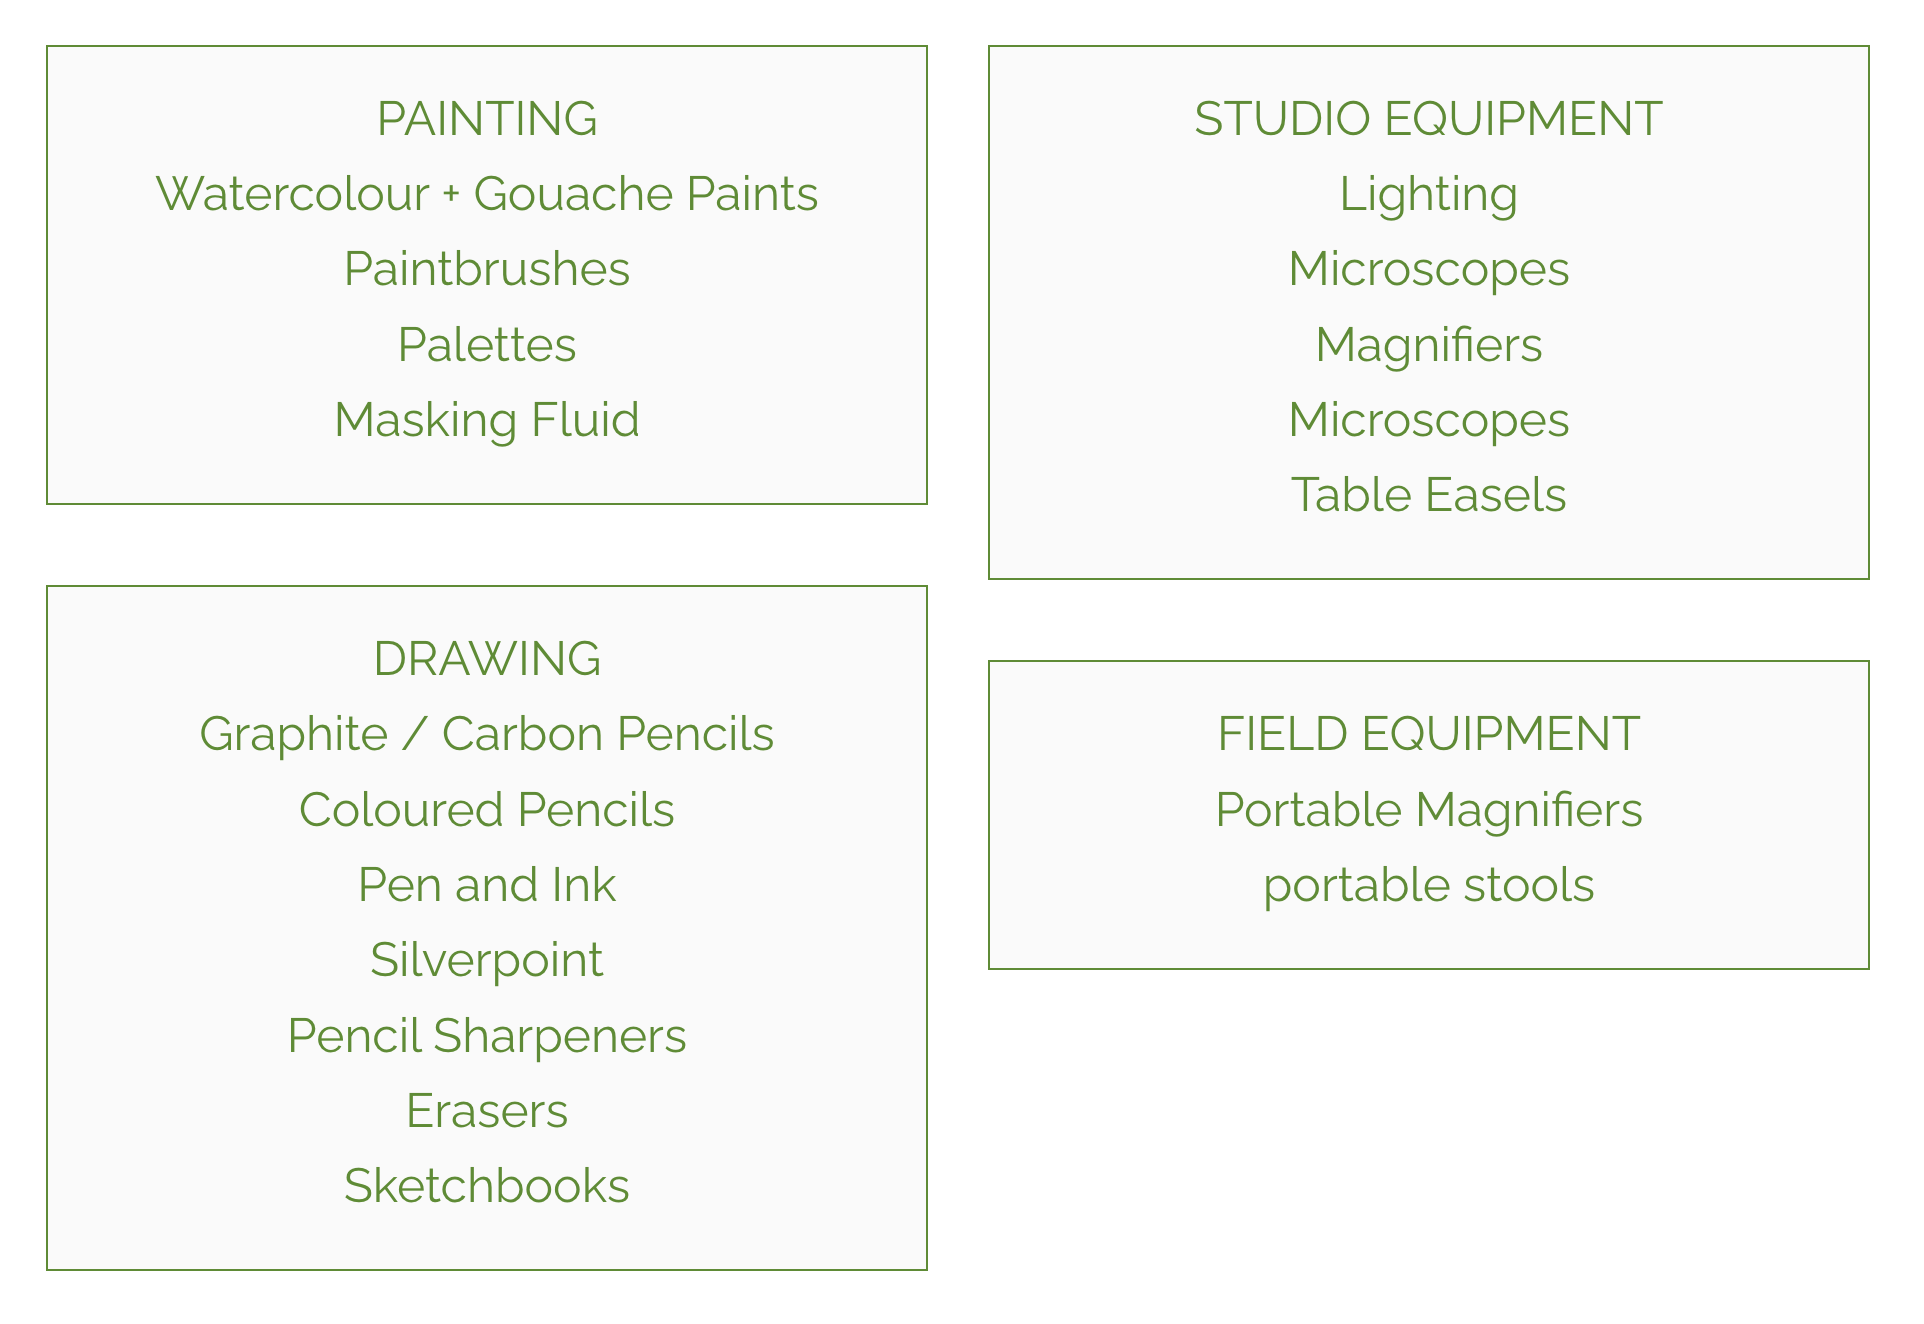 PAINTING
Watercolour + Gouache Paints
Paintbrushes
Palettes
Masking Fluid
DRAWING
Graphite / Carbon Pencils
Coloured Pencils
Pen and Ink
Silverpoint
Pencil Sharpeners
Erasers
Sketchbooks
STUDIO EQUIPMENT
Lighting
Microscopes
Magnifiers
Microscopes
Table Easels
FIELD EQUIPMENT
Portable Magnifiers
portable stools